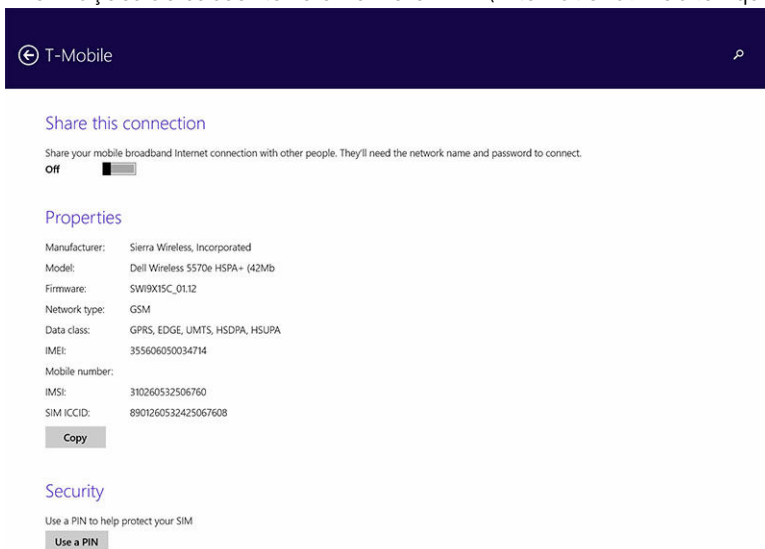 T-Mobile
Share this connection
Share your mobile broadband Internet connection with other people. They'll need the network name and password to connect.
Off
Properties
Manufacturer: Sierra Wireless, Incorporated
Model: Dell Wireless 5570e HSPA+ (42Mb
Firmware: SWI9X15C_01.12
Network type: GSM
Data class: GPRS, EDGE, UMTS, HSDPA, HSUPA
IMEI: 355606050034714
Mobile number:
IMSI: 310260532506760
SIM ICCID: 8901260532425067608
Copy
Security
Use a PIN to help protect your SIM
Use a PIN